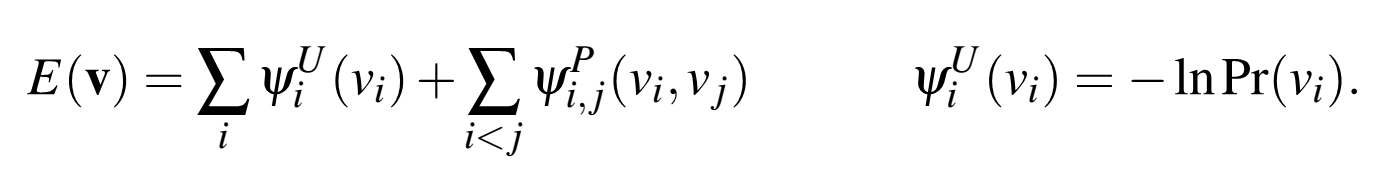 E(v) = ∑_i ψ_i^U(v_i) + ∑_{i<j} ψ_{i,j}^P(v_i, v_j) ψ_i^U(v_i) = −ln Pr(v_i).